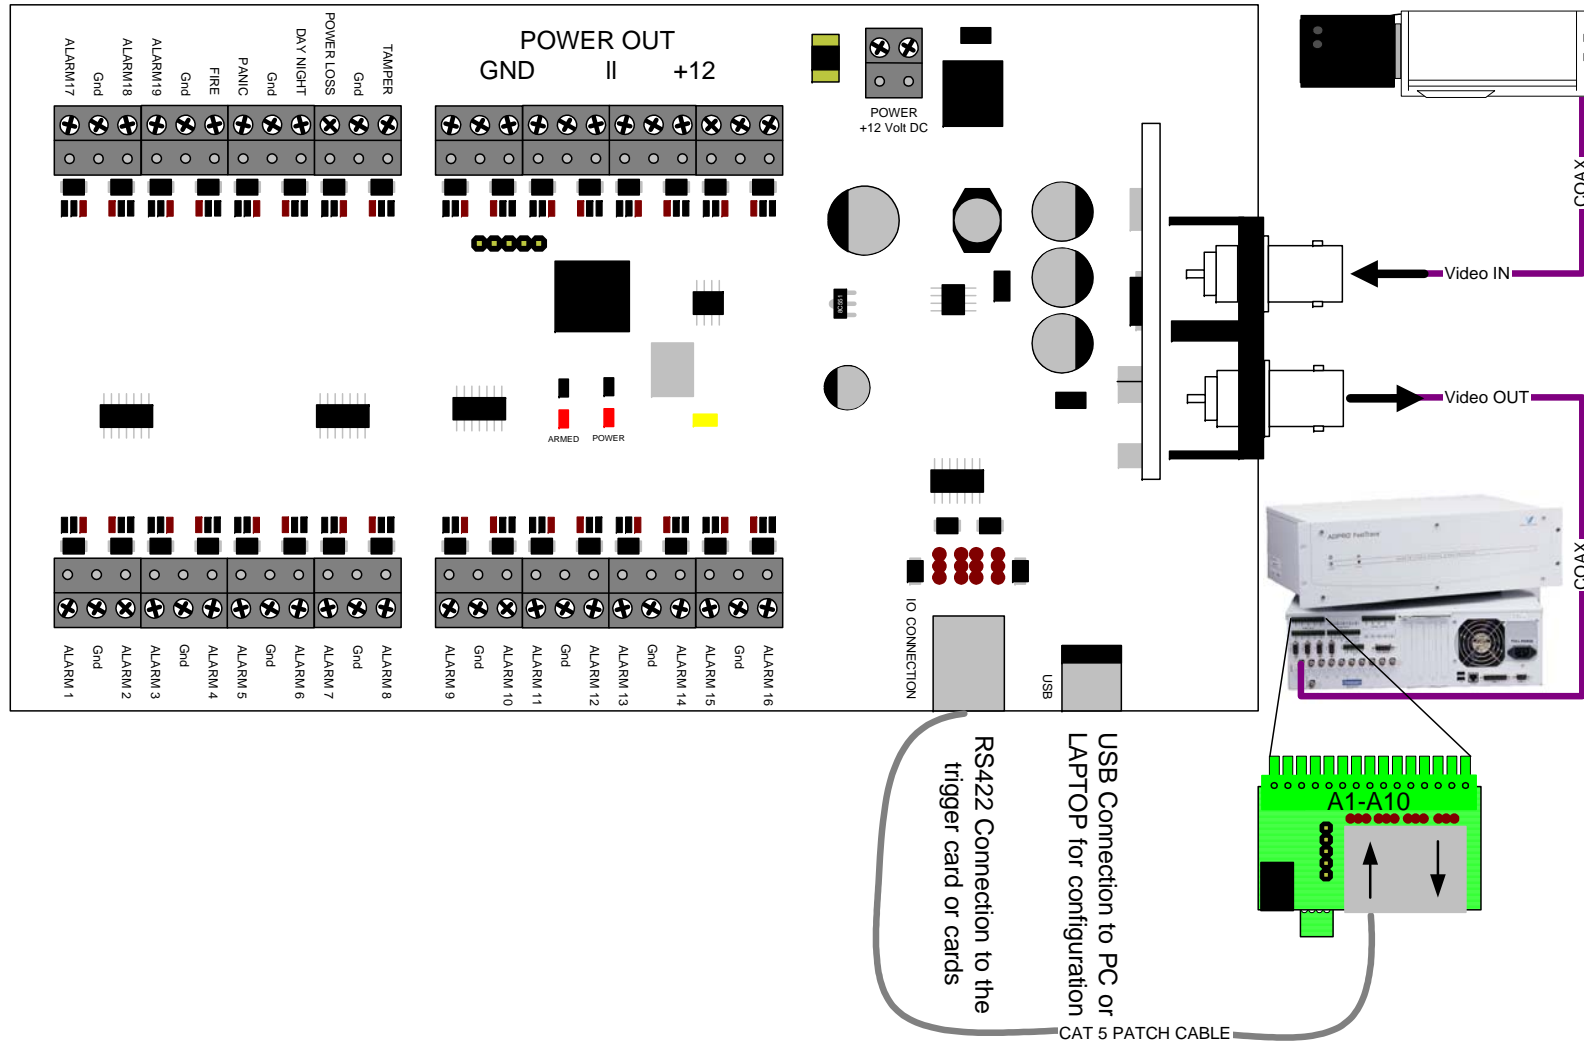 ALARM17
Gnd
ALARM18
ALARM19
Gnd
FIRE
PANIC
Gnd
DAY NIGHT
POWER LOSS
Gnd
TAMPER
POWER OUT
GND II +12
POWER
+12 Volt DC
COAX
Video IN
Video OUT
COAX
ARMED
POWER
ADPRO FastTrace
IO CONNECTION
USB
ALARM 1
Gnd
ALARM 2
ALARM 3
Gnd
ALARM 4
ALARM 5
Gnd
ALARM 6
ALARM 7
Gnd
ALARM 8
ALARM 9
Gnd
ALARM 10
ALARM 11
Gnd
ALARM 12
ALARM 13
Gnd
ALARM 14
ALARM 15
Gnd
ALARM 16
RS422 Connection to the
trigger card or cards
USB Connection to PC or
LAPTOP for configuration
A1-A10
CAT 5 PATCH CABLE